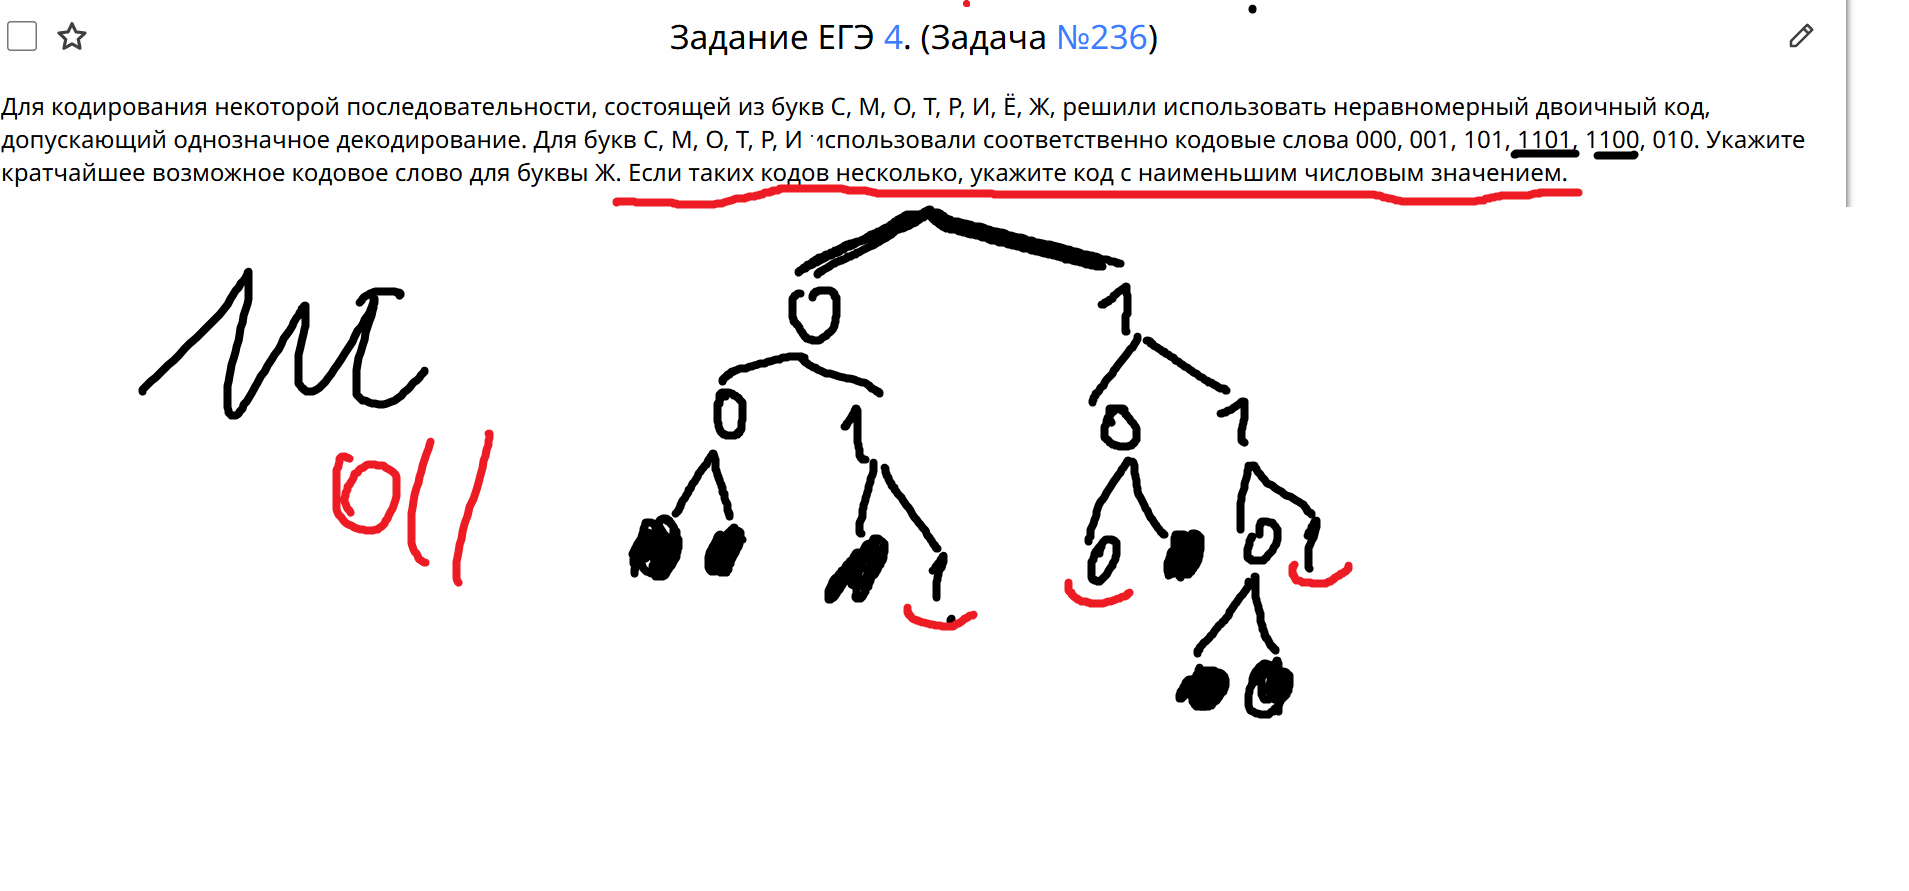 Задание ЕГЭ 4. (Задача №236)
Для кодирования некоторой последовательности, состоящей из букв С, М, О, Т, Р, И, Ё, Ж, решили использовать неравномерный двоичный код,
допускающий однозначное декодирование. Для букв С, М, О, Т, Р, И использовали соответственно кодовые слова 000, 001, 101, 1101, 1100, 010. Укажите
кратчайшее возможное кодовое слово для буквы Ж. Если таких кодов несколько, укажите код с наименьшим числовым значением.
0 1
0 1 0 1
011
1 0 0 1